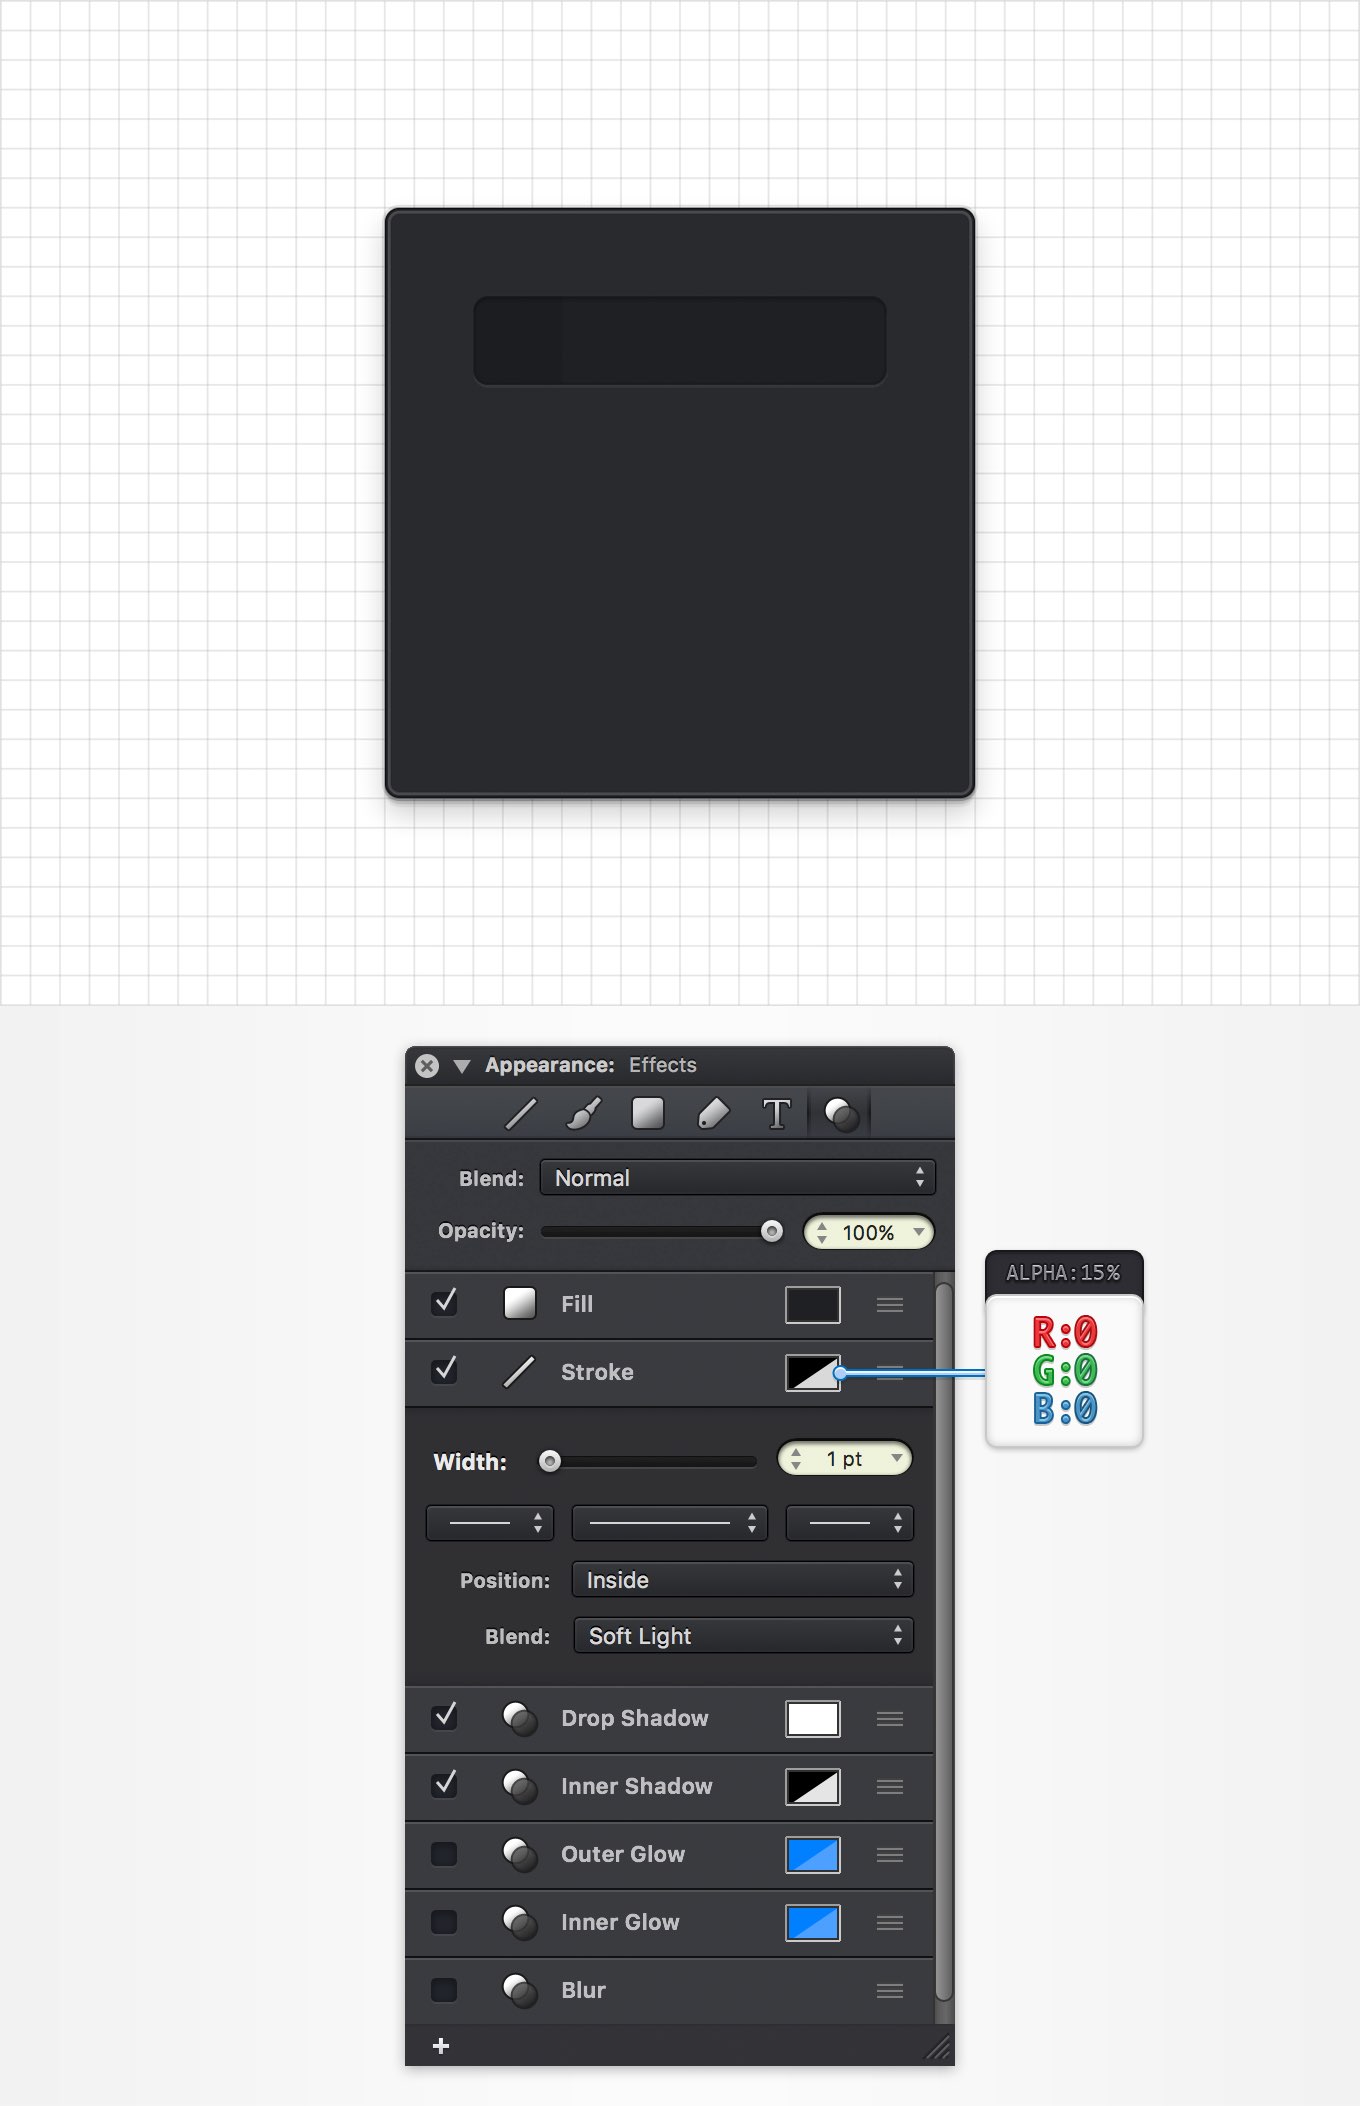 Appearance: Effects
T
Blend: Normal
Opacity: 100%
Fill
ALPHA:15%
R:0
G:0
B:0
Stroke
Width: 1 pt
Position: Inside
Blend: Soft Light
Drop Shadow
Inner Shadow
Outer Glow
Inner Glow
Blur
+